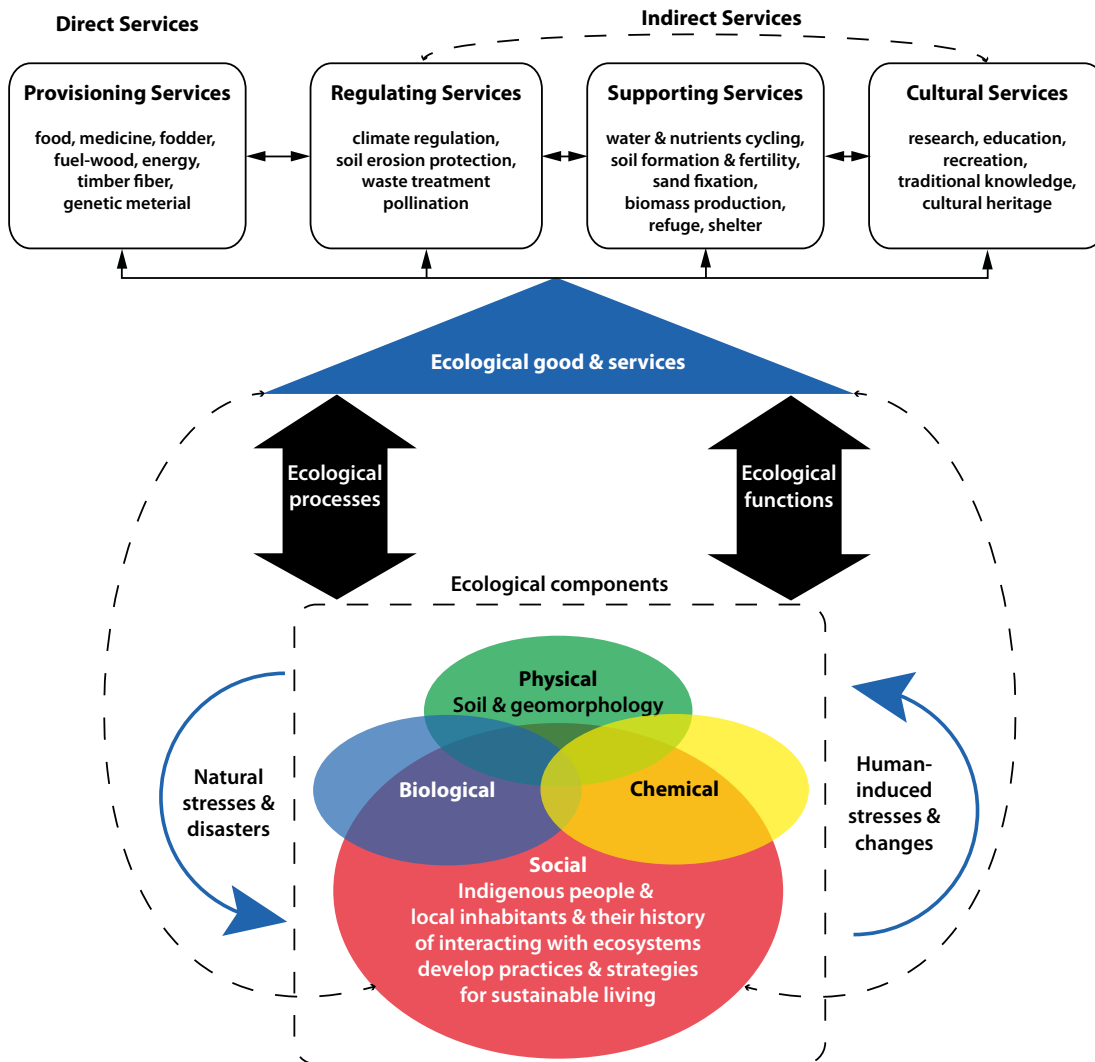 Direct Services
Indirect Services
Provisioning Services
food, medicine, fodder,
fuel-wood, energy,
timber fiber,
genetic meterial
Regulating Services
climate regulation,
soil erosion protection,
waste treatment
pollination
Supporting Services
water & nutrients cycling,
soil formation & fertility,
sand fixation,
biomass production,
refuge, shelter
Cultural Services
research, education,
recreation,
traditional knowledge,
cultural heritage
Ecological good & services
Ecological
processes
Ecological
functions
Ecological components
Physical
Soil & geomorphology
Biological
Chemical
Natural
stresses &
disasters
Human-
induced
stresses &
changes
Social
Indigenous people &
local inhabitants & their history
of interacting with ecosystems
develop practices & strategies
for sustainable living